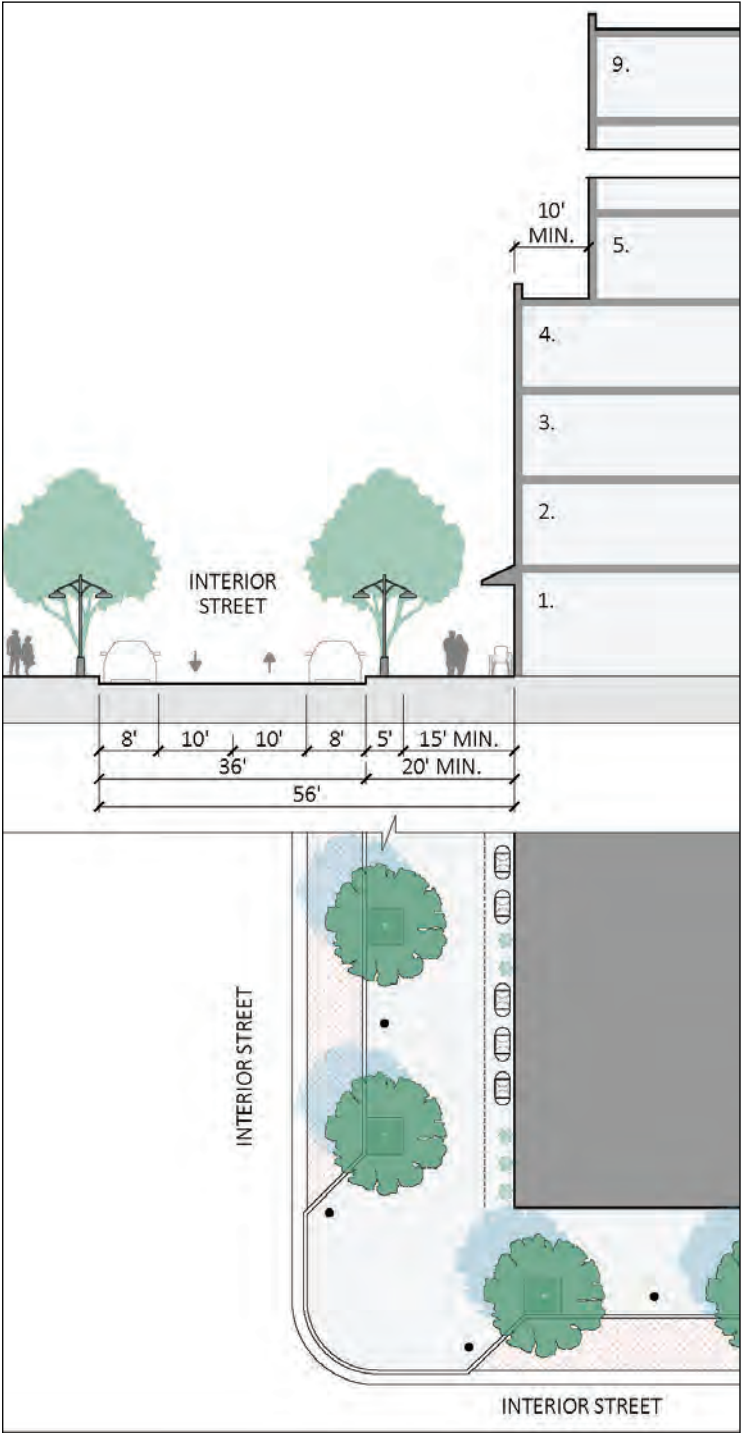 9.
10'
MIN.
5.
4.
3.
2.
INTERIOR
STREET
1.
8' 10' 10' 8' 5' 15' MIN.
36' 20' MIN.
56'
INTERIOR STREET
INTERIOR STREET